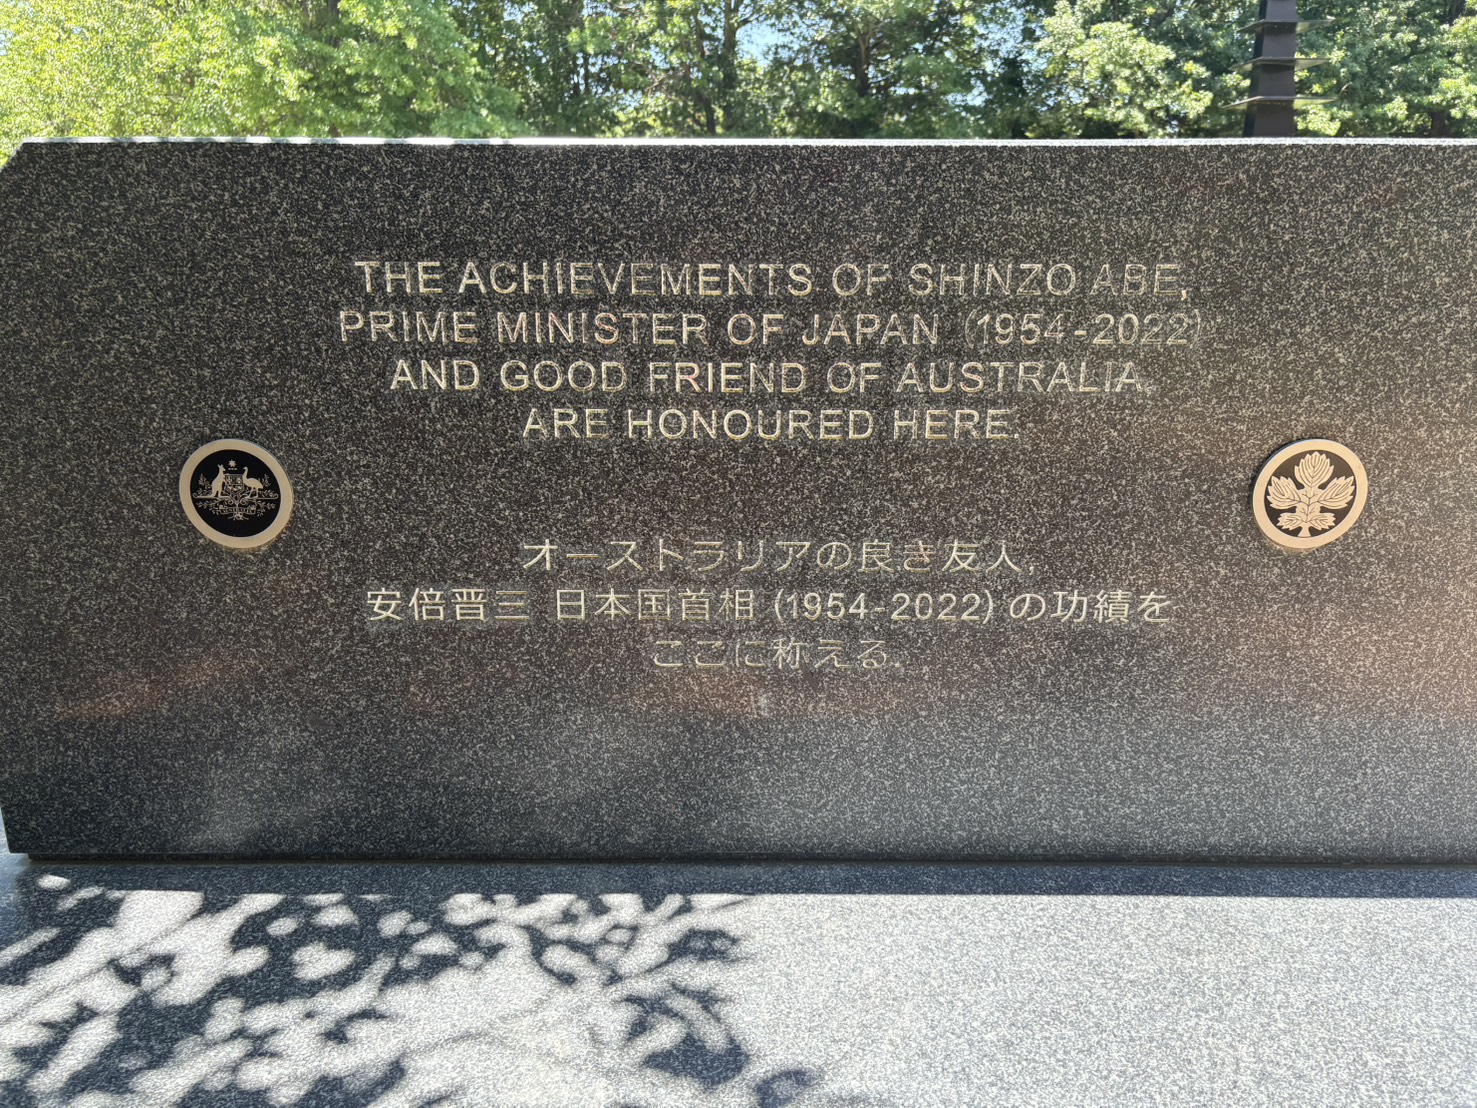 THE ACHIEVEMENTS OF SHINZO ABE,
PRIME MINISTER OF JAPAN (1954-2022)
AND GOOD FRIEND OF AUSTRALIA,
ARE HONOURED HERE.
オーストラリアの良き友人,
安倍晋三 日本国首相 (1954-2022) の功績を
ここに称える.